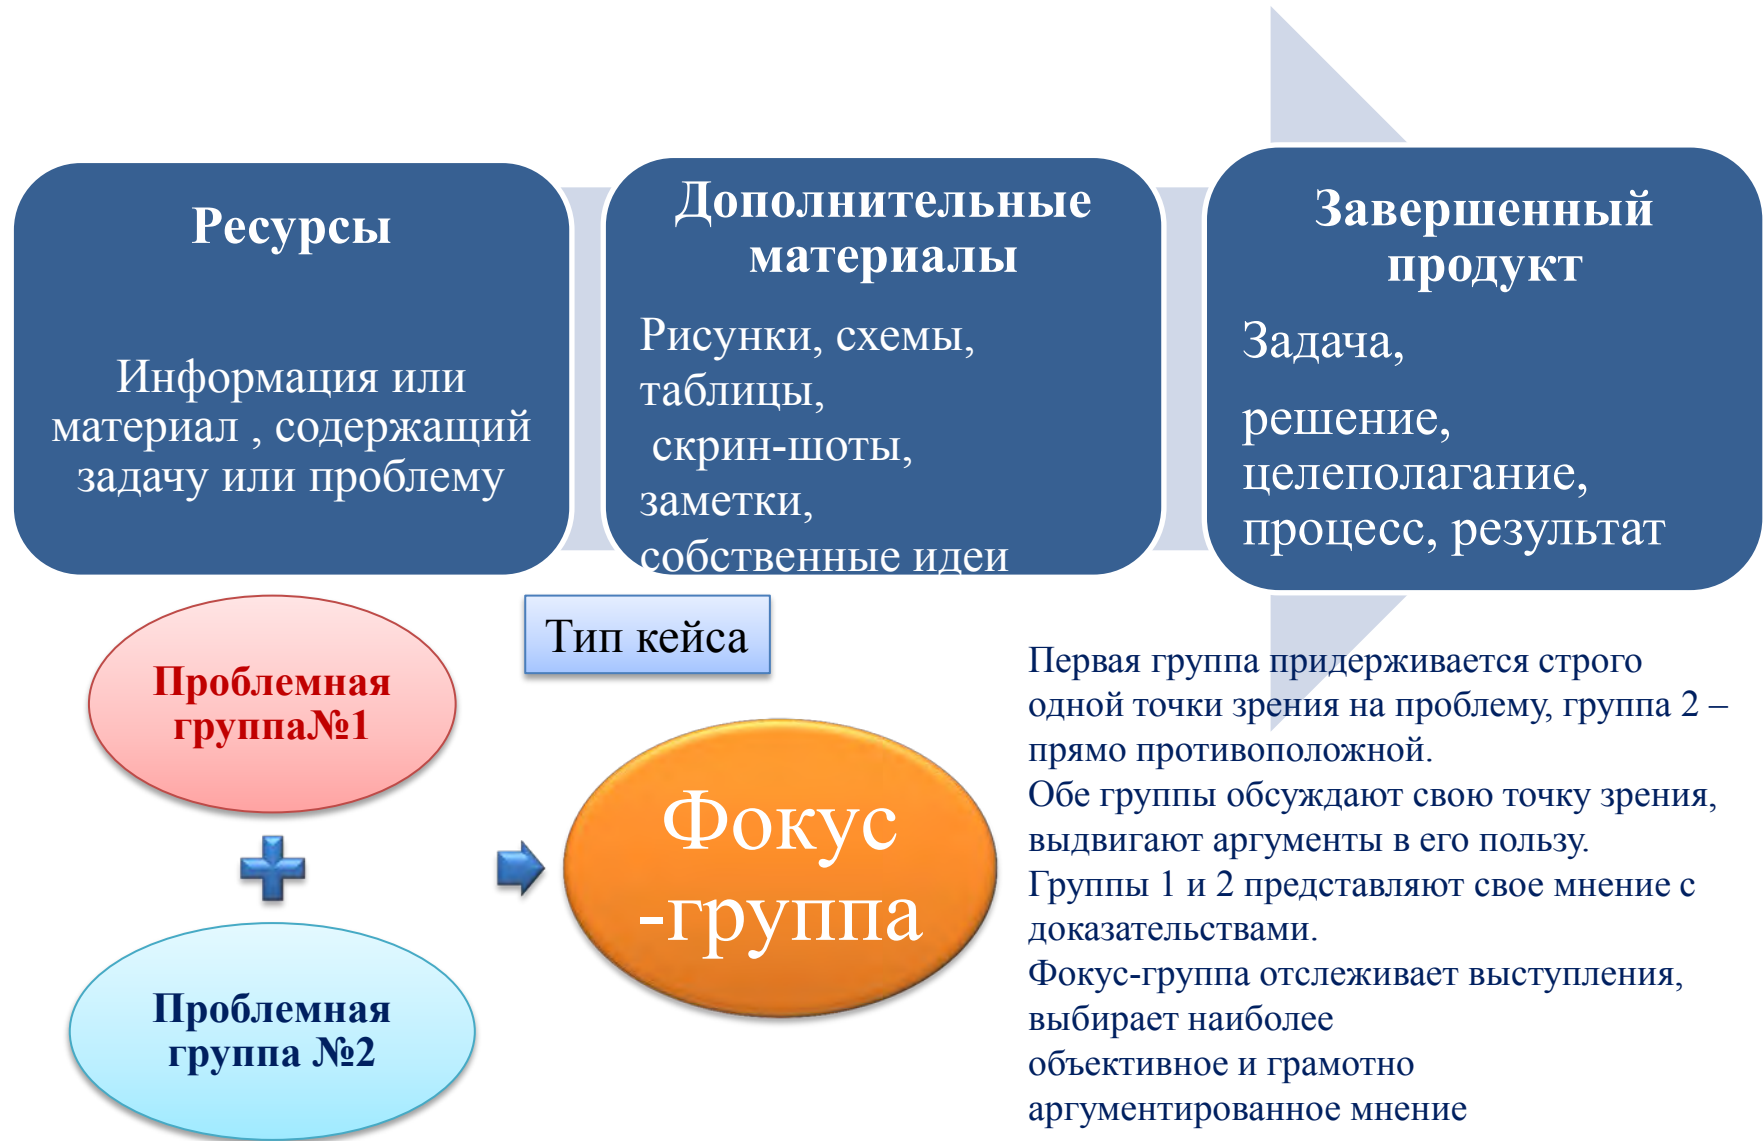 Ресурсы
Информация или
материал , содержащий
задачу или проблему
Дополнительные
материалы
Рисунки, схемы,
таблицы,
скрин-шоты,
заметки,
собственные идеи
Завершенный
продукт
Задача,
решение,
целеполагание,
процесс, результат
Тип кейса
Проблемная
группа№1
Проблемная
группа №2
Фокус
-группа
Первая группа придерживается строго
одной точки зрения на проблему, группа 2 –
прямо противоположной.
Обе группы обсуждают свою точку зрения,
выдвигают аргументы в его пользу.
Группы 1 и 2 представляют свое мнение с
доказательствами.
Фокус-группа отслеживает выступления,
выбирает наиболее
объективное и грамотно
аргументированное мнение